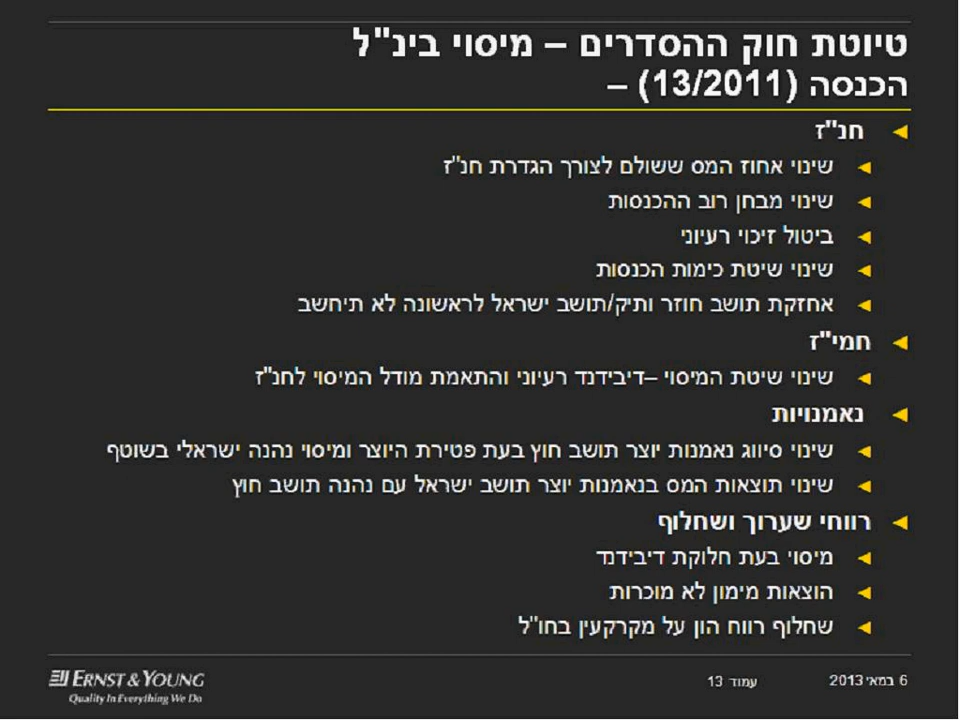 טיוטת חוק ההסדרים – מיסוי בינ"ל
הכנסה (13/2011) –
חנ"ז
שינוי אחוז המס ששולם לצורך הגדרת חנ"ז
שינוי מבחן רוב ההכנסות
ביטול זיכוי רעיוני
שינוי שיטת כימות הכנסות
אחזקת תושב חוזר ותיק/תושב ישראל לראשונה לא תיחשב
חמי"ז
שינוי שיטת המיסוי –דיבידנד רעיוני והתאמת מודל המיסוי לחנ"ז
נאמנויות
שינוי סיווג נאמנות יוצר תושב חוץ בעת פטירת היוצר ומיסוי נהנה ישראלי בשוטף
שינוי תוצאות המס בנאמנות יוצר תושב ישראל עם נהנה תושב חוץ
רווחי שערוך ושחלוף
מיסוי בעת חלוקת דיבידנד
הוצאות מימון לא מוכרות
שחלוף רווח הון על מקרקעין בחו"ל
6 במאי 2013
עמוד 13
ERNST & YOUNG
Quality In Everything We Do